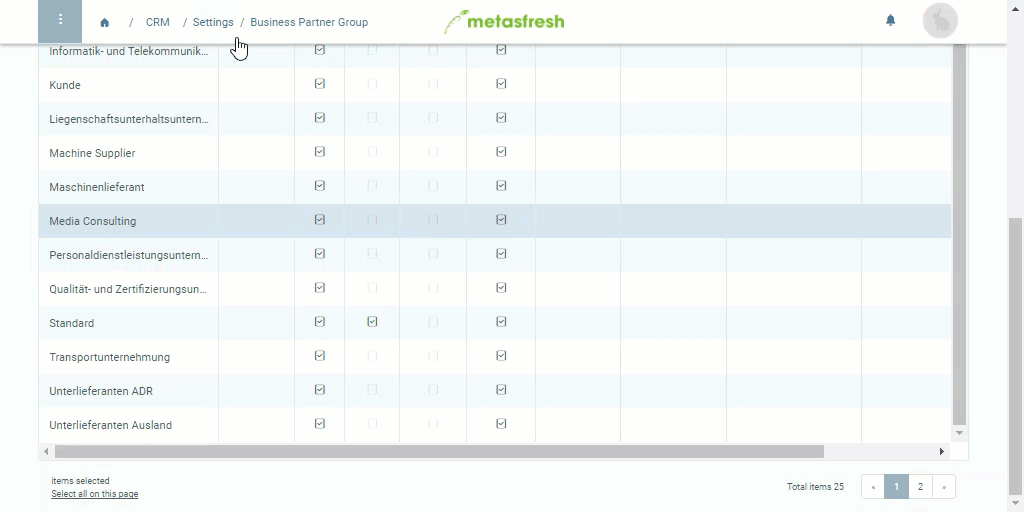 / CRM / Settings / Business Partner Group
metasfresh
Informatik- und Telekommunik...
Kunde
Liegenschaftsunterhaltsuntern...
Machine Supplier
Maschinenlieferant
Media Consulting
Personaldienstleistungsuntern...
Qualität- und Zertifizierungsun...
Standard
Transportunternehmung
Unterlieferanten ADR
Unterlieferanten Ausland
items selected
Select all on this page
Total items 25
« 1 2 »